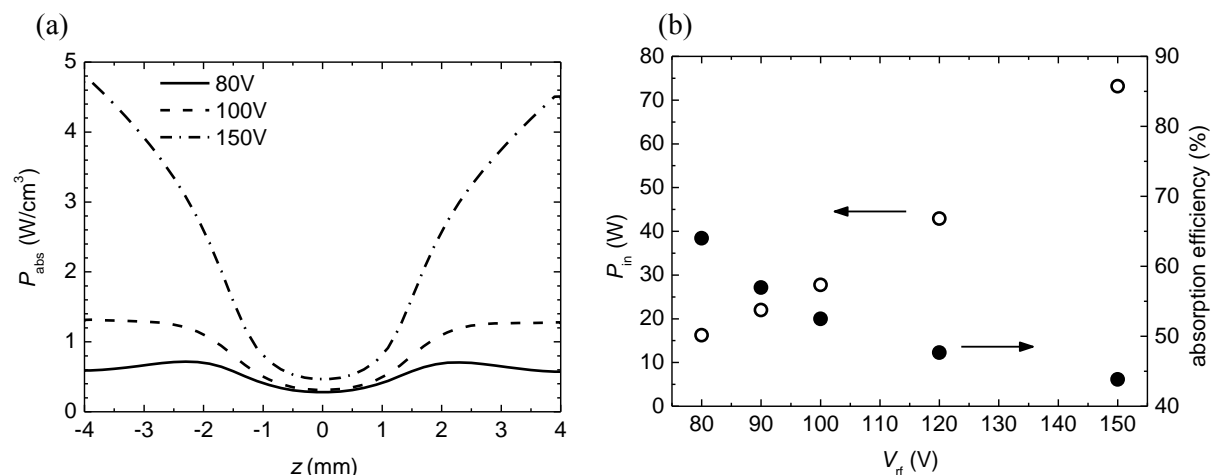 (a)
5
4
3
2
1
0
P_abs (W/cm³)
80V
100V
150V
-4 -3 -2 -1 0 1 2 3 4
z (mm)
(b)
80
70
60
50
40
30
20
10
0
P_in (W)
90
80
70
60
50
40
absorption efficiency (%)
80 90 100 110 120 130 140 150
V_rf (V)